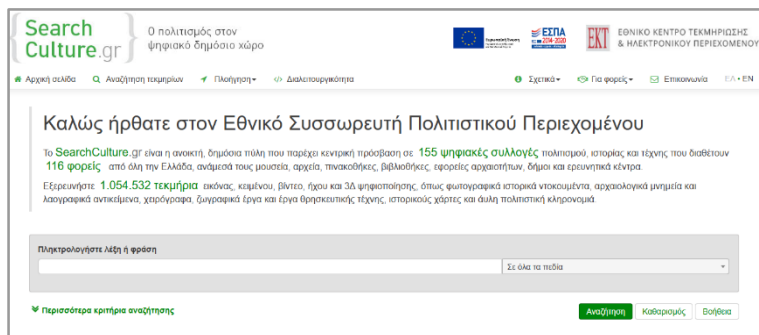 Search Culture.gr
Ο πολιτισμός στον
ψηφιακό δημόσιο χώρο
Ευρωπαϊκή Ένωση
ΕΣΠΑ
2014-2020
ΕΚΤ
ΕΘΝΙΚΟ ΚΕΝΤΡΟ ΤΕΚΜΗΡΙΩΣΗΣ
& ΗΛΕΚΤΡΟΝΙΚΟΥ ΠΕΡΙΕΧΟΜΕΝΟΥ
Αρχική σελίδα Αναζήτηση τεκμηρίων Πλοήγηση Διαλειτουργικότητα Σχετικά Για φορείς Επικοινωνία ΕΛ • EN
Καλώς ήρθατε στον Εθνικό Συσσωρευτή Πολιτιστικού Περιεχομένου
Το SearchCulture.gr είναι η ανοικτή, δημόσια πύλη που παρέχει κεντρική πρόσβαση σε 155 ψηφιακές συλλογές πολιτισμού, ιστορίας και τέχνης που διαθέτουν
116 φορείς από όλη την Ελλάδα, ανάμεσά τους μουσεία, αρχεία, πινακοθήκες, βιβλιοθήκες, εφορείες αρχαιοτήτων, δήμοι και ερευνητικά κέντρα.
Εξερευνήστε 1.054.532 τεκμήρια εικόνας, κειμένου, βίντεο, ήχου και 3Δ ψηφιοποίησης, όπως φωτογραφικά ιστορικά ντοκουμέντα, αρχαιολογικά μνημεία και
λαογραφικά αντικείμενα, χειρόγραφα, ζωγραφικά έργα και έργα θρησκευτικής τέχνης, ιστορικούς χάρτες και άυλη πολιτιστική κληρονομιά.
Πληκτρολογήστε λέξη ή φράση
Σε όλα τα πεδία
Περισσότερα κριτήρια αναζήτησης Αναζήτηση Καθαρισμός Βοήθεια